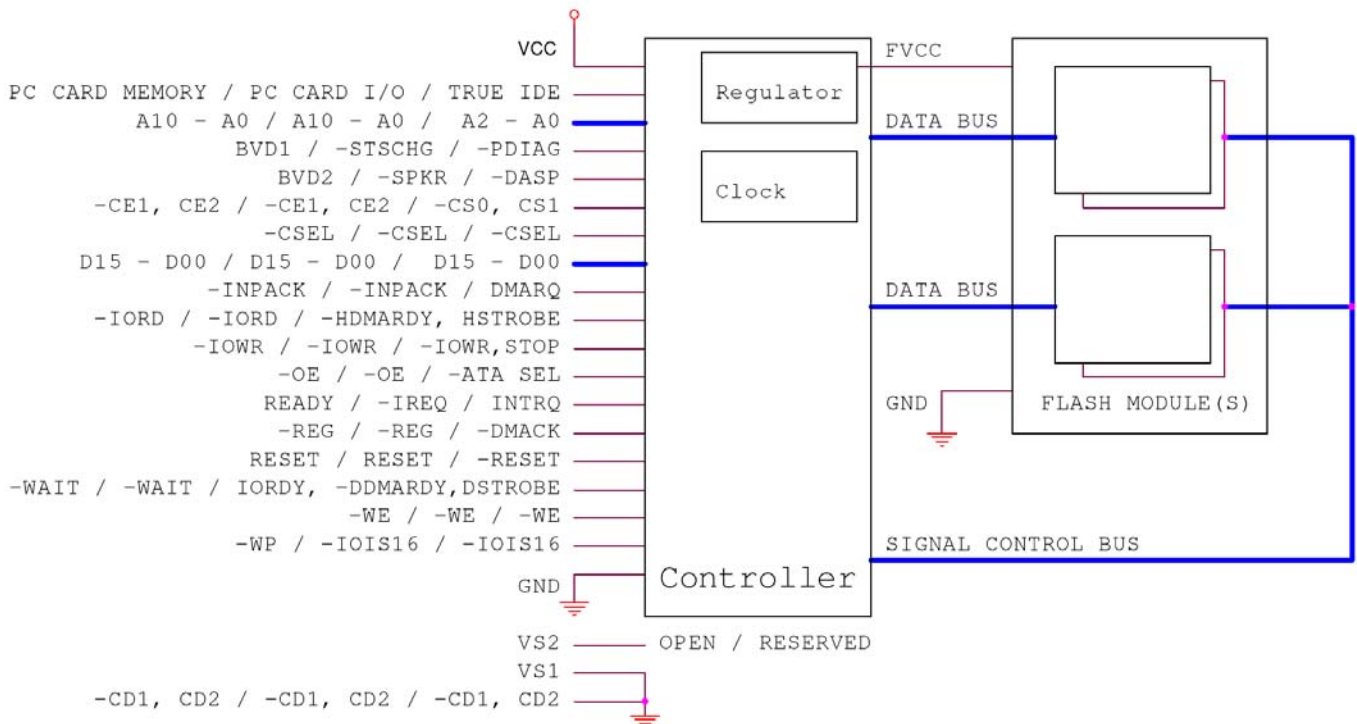 VCC
PC CARD MEMORY / PC CARD I/O / TRUE IDE
A10 - A0 / A10 - A0 / A2 - A0
BVD1 / -STSCHG / -PDIAG
BVD2 / -SPKR / -DASP
-CE1, CE2 / -CE1, CE2 / -CS0, CS1
-CSEL / -CSEL / -CSEL
D15 - D00 / D15 - D00 / D15 - D00
-INPACK / -INPACK / DMARQ
-IORD / -IORD / -HDMARDY, HSTROBE
-IOWR / -IOWR / -IOWR,STOP
-OE / -OE / -ATA SEL
READY / -IREQ / INTRQ
-REG / -REG / -DMACK
RESET / RESET / -RESET
-WAIT / -WAIT / IORDY, -DDMARDY,DSTROBE
-WE / -WE / -WE
-WP / -IOIS16 / -IOIS16
GND
VS2
VS1
-CD1, CD2 / -CD1, CD2 / -CD1, CD2
Regulator
Clock
Controller
OPEN / RESERVED
FVCC
DATA BUS
DATA BUS
GND
FLASH MODULE(S)
SIGNAL CONTROL BUS